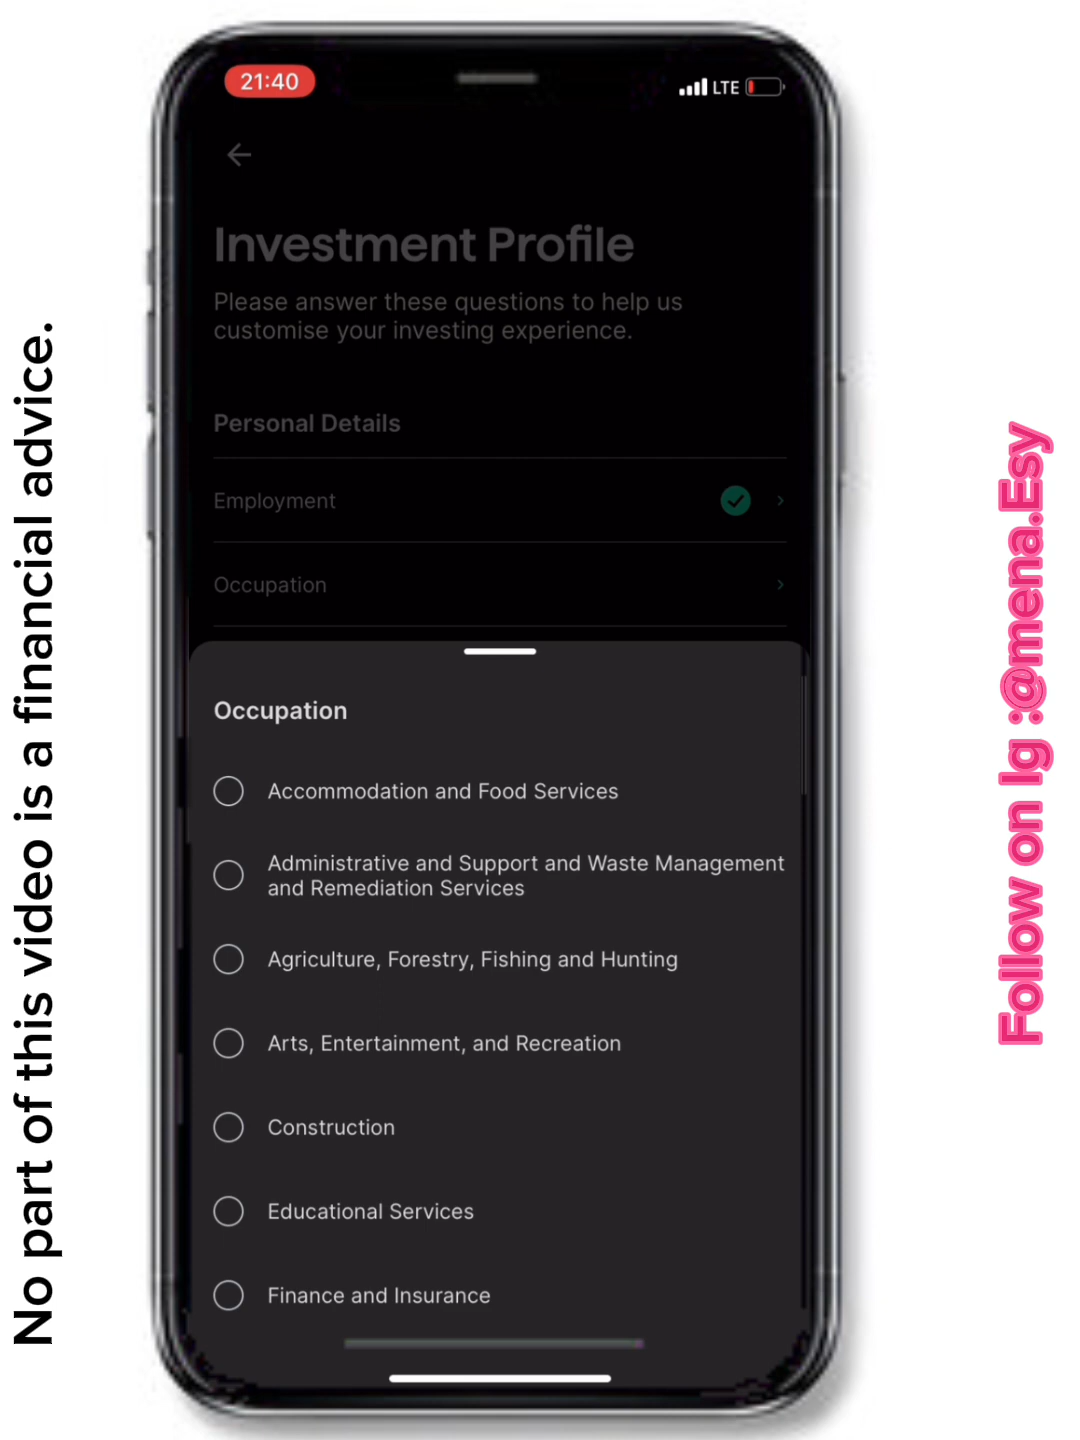 No part of this video is a financial advice.
21:40
LTE
Investment Profile
Please answer these questions to help us
customise your investing experience.
Personal Details
Employment
Occupation
Occupation
Accommodation and Food Services
Administrative and Support and Waste Management
and Remediation Services
Agriculture, Forestry, Fishing and Hunting
Arts, Entertainment, and Recreation
Construction
Educational Services
Finance and Insurance
Follow on Ig :@mena.Esy